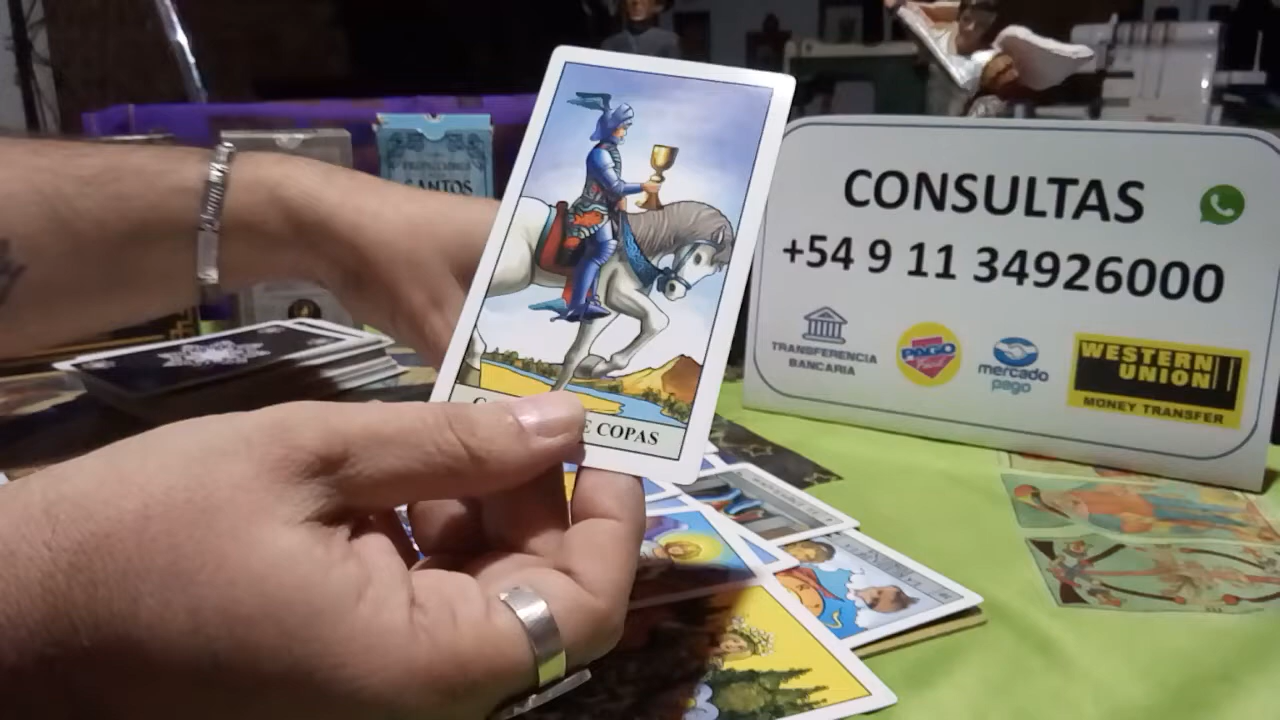 SANTOS
C
E COPAS
CONSULTAS
+54 9 11 34926000
TRANSFERENCIA
BANCARIA
PAGO
mercado
pago
WESTERN
UNION
MONEY TRANSFER